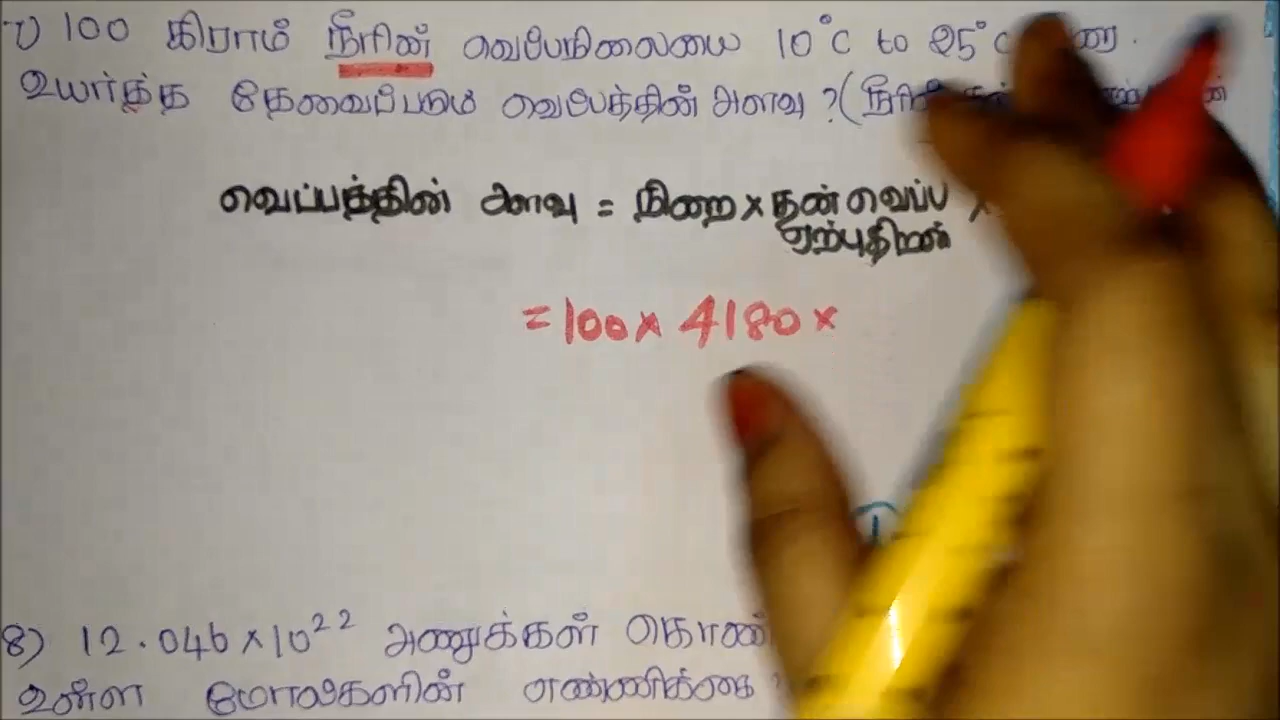 7) 100 கிராம் நீரின் வெப்பநிலையை 10°C to 25°C
உயர்த்த தேவைப்படும் வெப்பத்தின் அளவு ? (நீரின்
வெப்பத்தின் அளவு = நிறை × தன் வெப்ப ×
ஏற்புதிறன்
= 100 × 4180 ×
8) 12.046 × 10²² அணுக்கள்
உள்ள மோல்களின் எண்ணிக்கை ?